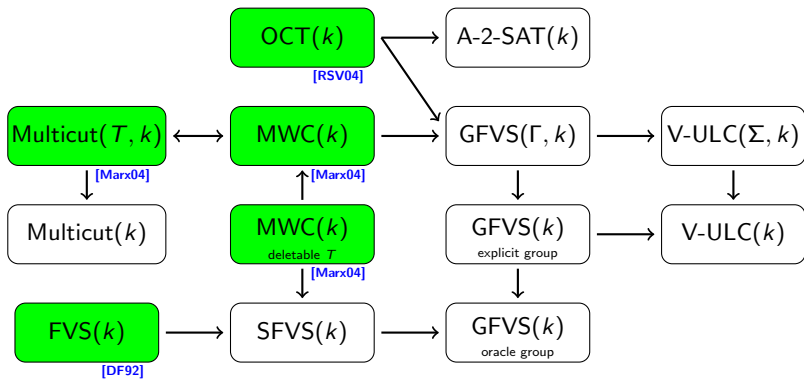 OCT(k)
A-2-SAT(k)
[RSV04]
Multicut(T, k)
MWC(k)
GFVS(Γ, k)
V-ULC(Σ, k)
[Marx04]
[Marx04]
Multicut(k)
MWC(k)
deletable T
GFVS(k)
explicit group
V-ULC(k)
[Marx04]
FVS(k)
SFVS(k)
GFVS(k)
oracle group
[DF92]